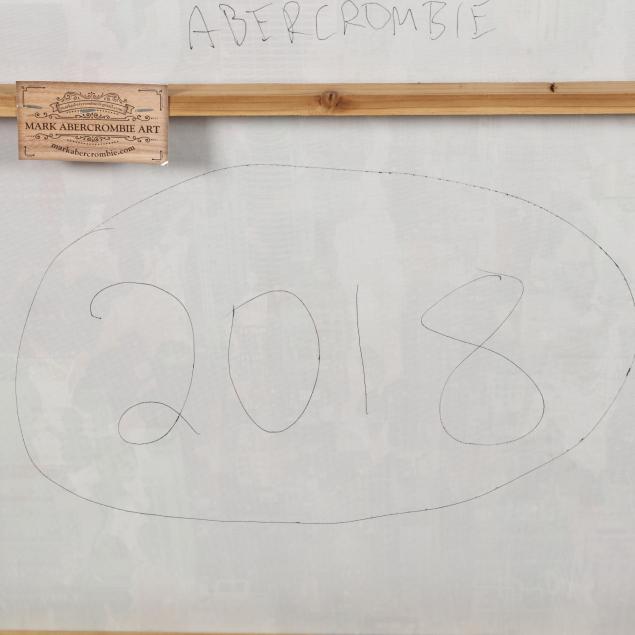 ABERCROMBIE
MARK ABERCROMBIE ART
markabercrombie.com
2018